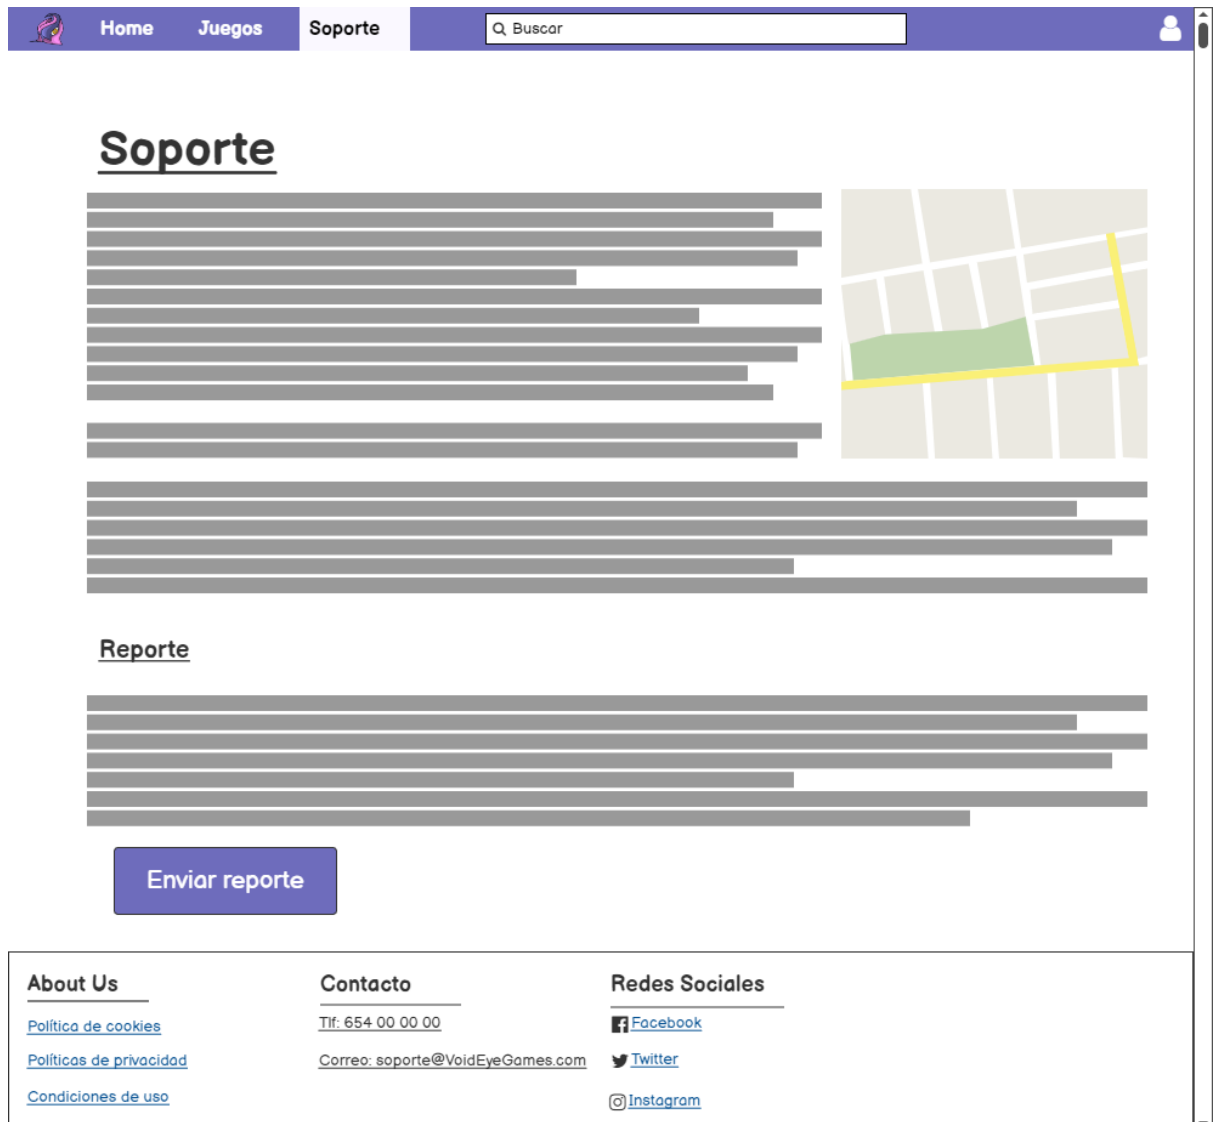 Home Juegos Soporte Buscar
Soporte
Reporte
Enviar reporte
About Us
Política de cookies
Políticas de privacidad
Condiciones de uso
Contacto
Tlf: 654 00 00 00
Correo: soporte@VoidEyeGames.com
Redes Sociales
Facebook
Twitter
Instagram